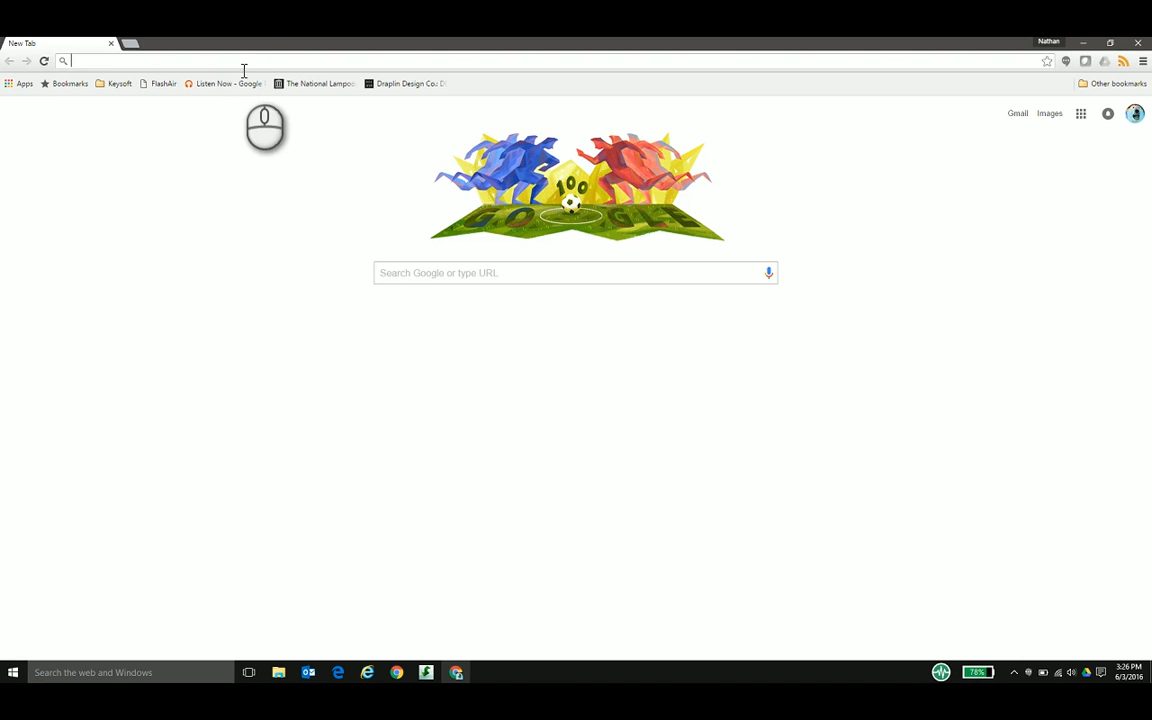 New Tab
Nathan
Apps Bookmarks Keysoft FlashAir Listen Now - Google The National Lampoo Draplin Design Co.: D Other bookmarks
Gmail Images
100
GOOGLE
Search Google or type URL
Search the web and Windows
78%
3:26 PM
6/3/2016